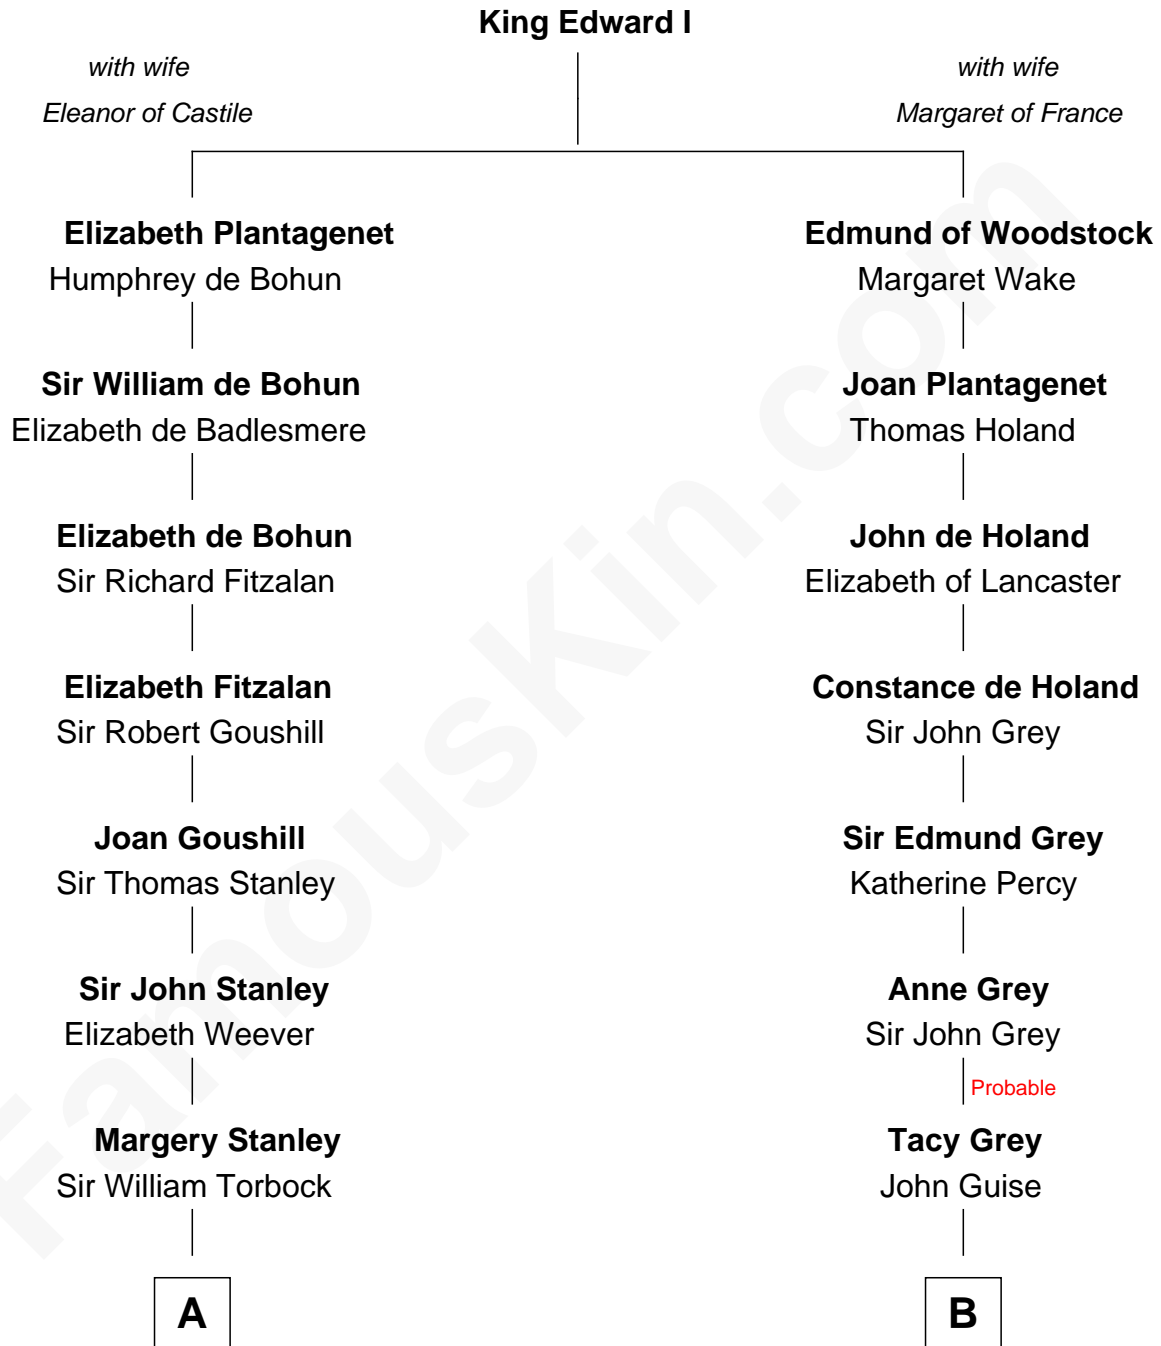 King Edward I
with wife
Eleanor of Castile
with wife
Margaret of France
Elizabeth Plantagenet
Humphrey de Bohun
Edmund of Woodstock
Margaret Wake
Sir William de Bohun
Elizabeth de Badlesmere
Joan Plantagenet
Thomas Holand
Elizabeth de Bohun
Sir Richard Fitzalan
John de Holand
Elizabeth of Lancaster
Elizabeth Fitzalan
Sir Robert Goushill
Constance de Holand
Sir John Grey
Joan Goushill
Sir Thomas Stanley
Sir Edmund Grey
Katherine Percy
Sir John Stanley
Elizabeth Weever
Anne Grey
Sir John Grey
Probable
Margery Stanley
Sir William Torbock
Tacy Grey
John Guise
A
B
FamousKin.com